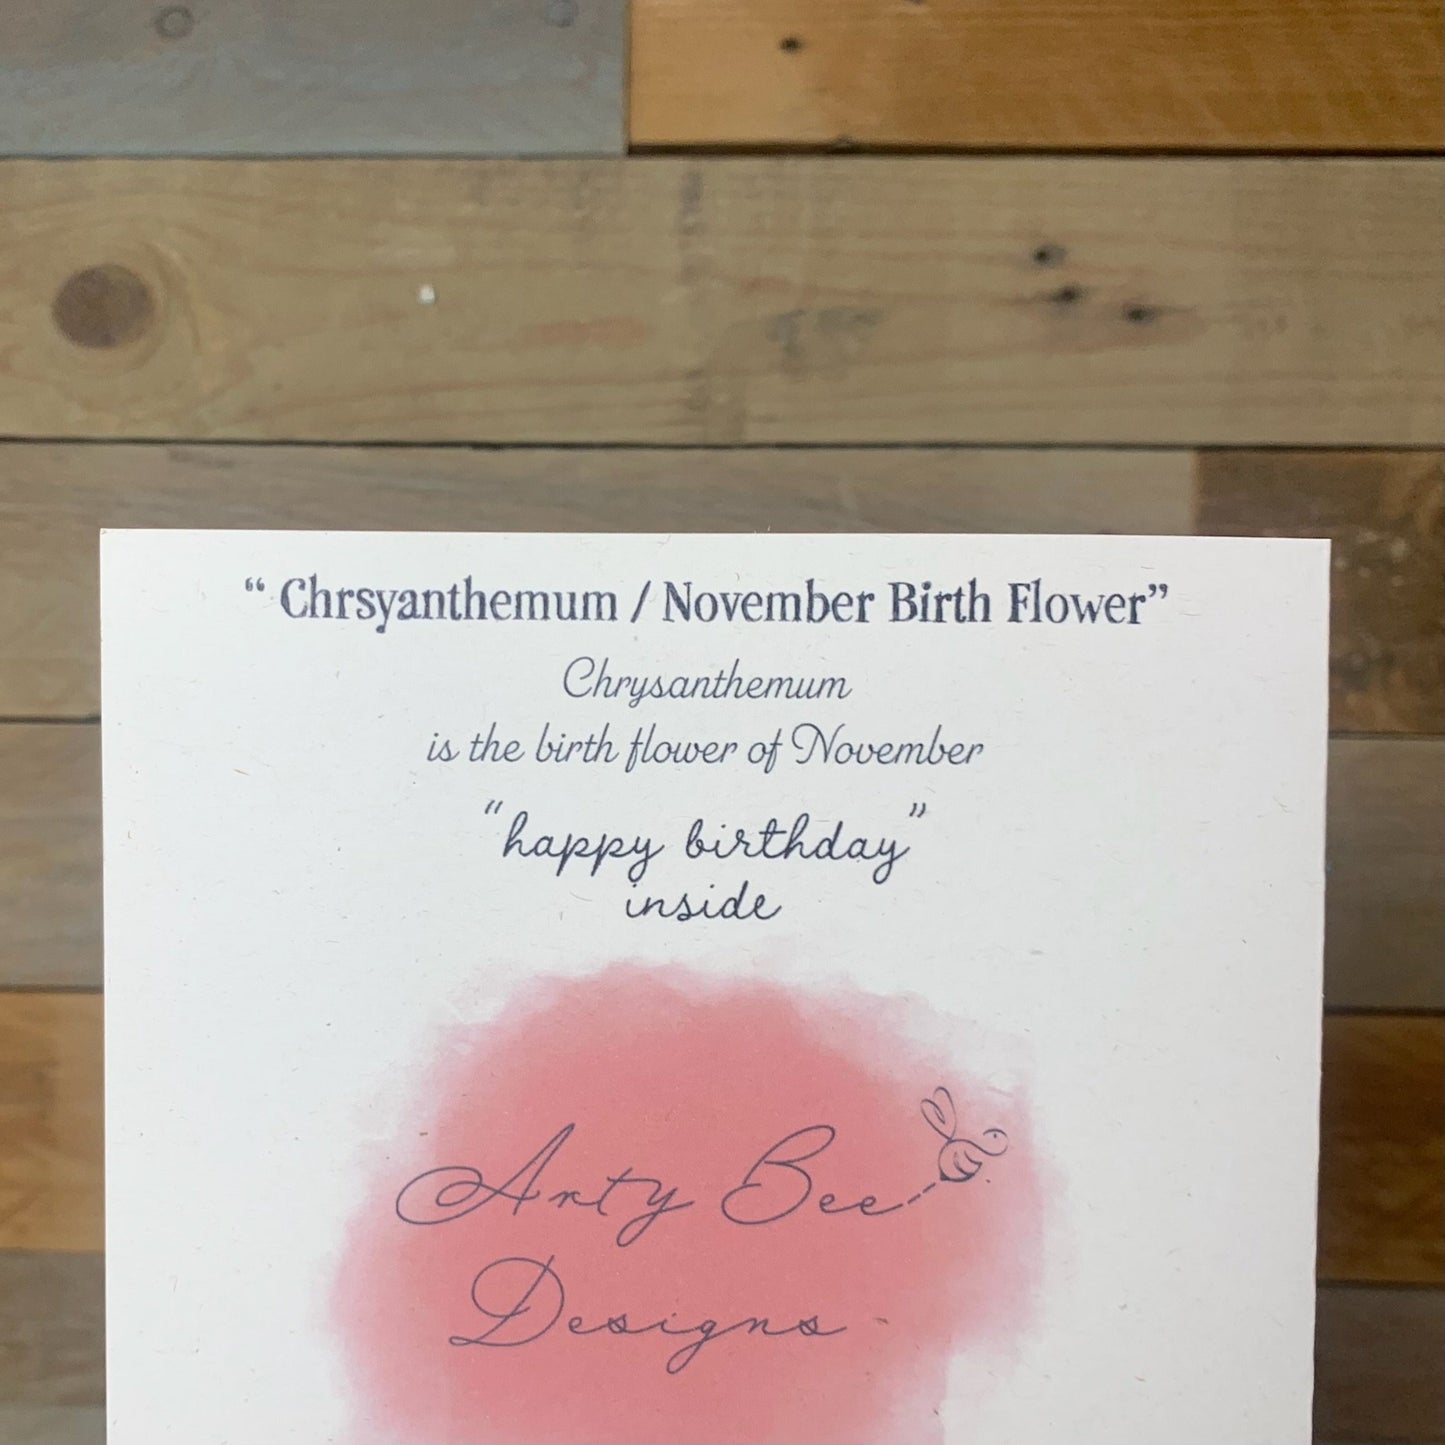 “ Chrsyanthemum / November Birth Flower”
Chrysanthemum
is the birth flower of November
“happy birthday”
inside
Arty Bee
Designs